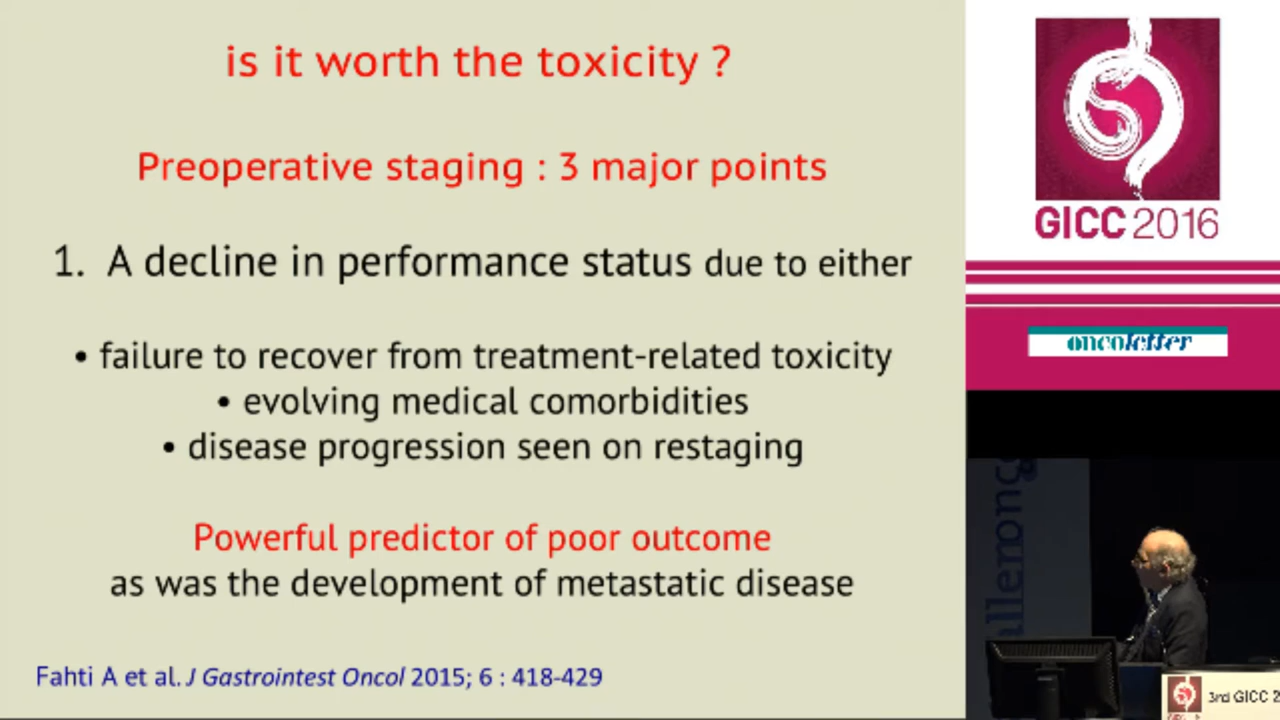 is it worth the toxicity ?
Preoperative staging : 3 major points
1. A decline in performance status due to either
• failure to recover from treatment-related toxicity
• evolving medical comorbidities
• disease progression seen on restaging
Powerful predictor of poor outcome
as was the development of metastatic disease
Fahti A et al. J Gastrointest Oncol 2015; 6 : 418-429
GICC 2016
oncoletter
3rd GICC 2